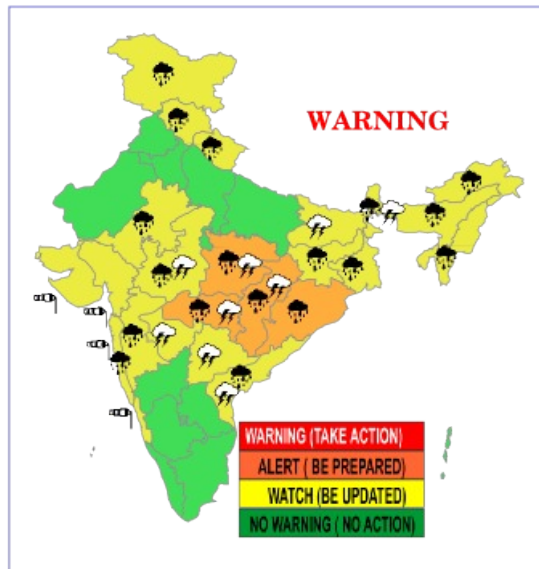 WARNING
WARNING (TAKE ACTION)
ALERT ( BE PREPARED)
WATCH (BE UPDATED)
NO WARNING ( NO ACTION)